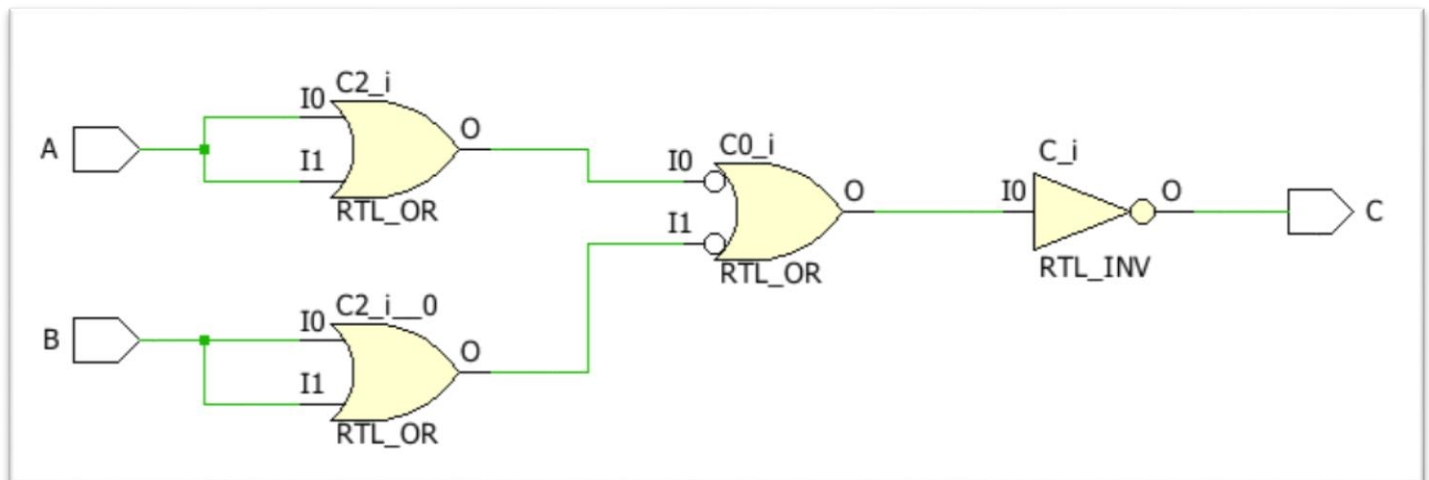 C2_i
I0
A
I1
O
RTL_OR
C0_i
I0
I1
O
RTL_OR
C_i
I0
O
C
RTL_INV
C2_i__0
B
I0
I1
O
RTL_OR